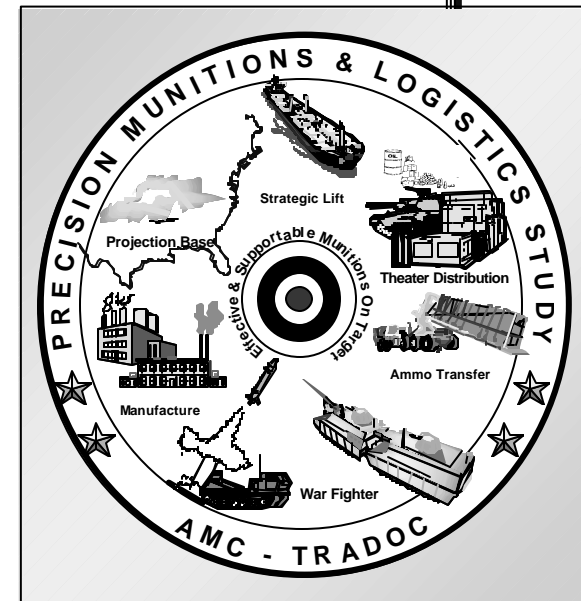 PRECISION MUNITIONS & LOGISTICS STUDY
OIL
Strategic Lift
Projection Base
Effective & Supportable Munitions On Target
Theater Distribution
Ammo Transfer
Manufacture
War Fighter
AMC - TRADOC